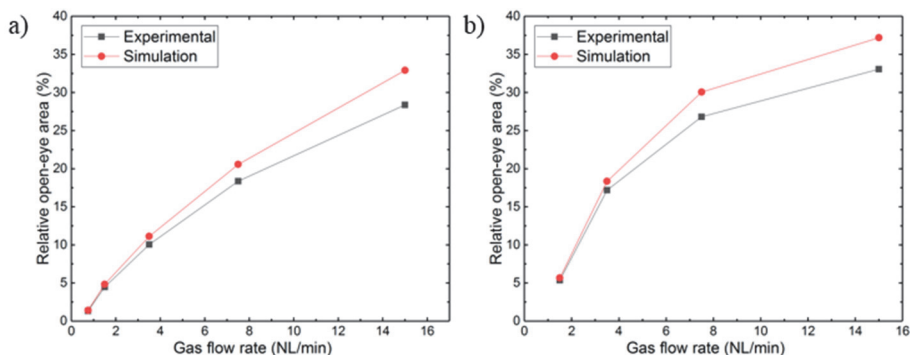 a)
Relative open-eye area (%)
40
35
30
25
20
15
10
5
0
Experimental
Simulation
0 2 4 6 8 10 12 14 16
Gas flow rate (NL/min)
b)
Relative open-eye area (%)
40
35
30
25
20
15
10
5
0
Experimental
Simulation
0 2 4 6 8 10 12 14 16
Gas flow rate (NL/min)